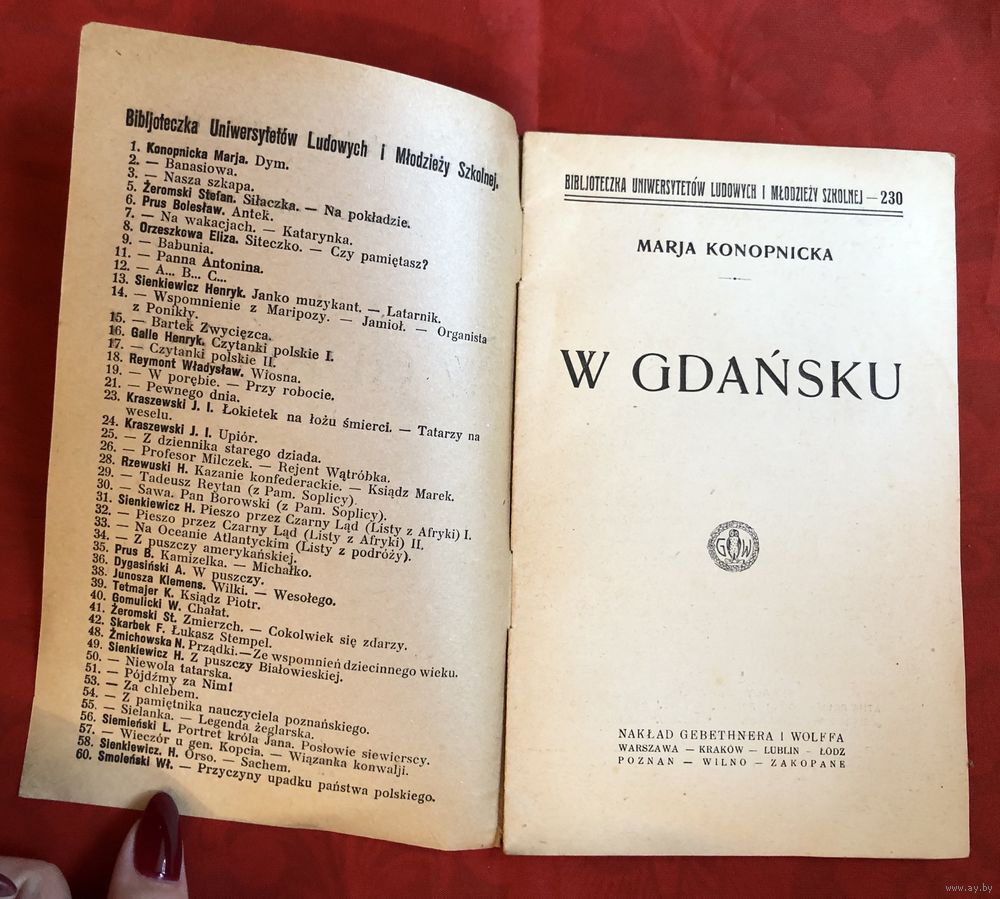 Bibljoteczka Uniwersytetów Ludowych i Młodzieży Szkolnej.
1. Konopnicka Marja. Dym.
2. — Banasiowa.
3. — Nasza szkapa.
5. Żeromski Stefan. Siłaczka. — Na pokładzie.
6. Prus Bolesław. Antek.
7. — Na wakacjach. — Katarynka.
8. Orzeszkowa Eliza. Siteczko. — Czy pamiętasz?
9. — Babunia.
11. — Panna Antonina.
12. — A... B... C...
13. Sienkiewicz Henryk. Janko muzykant. — Latarnik.
14. — Wspomnienie z Maripozy. — Jamioł. — Organista
z Ponikły.
15. — Bartek Zwycięzca.
16. Galle Henryk. Czytanki polskie I.
17. — Czytanki polskie II.
18. Reymont Władysław. Wiosna.
19. — W porębie. — Przy robocie.
21. — Pewnego dnia.
23. Kraszewski J. I. Łokietek na łożu śmierci. — Tatarzy na
weselu.
24. Kraszewski J. I. Upiór.
25. — Z dziennika starego dziada.
26. — Profesor Milczek. — Rejent Wątróbka.
28. Rzewuski H. Kazanie konfederackie. — Ksiądz Marek.
29. — Tadeusz Reytan (z Pam. Soplicy).
30. — Sawa. Pan Borowski (z Pam. Soplicy).
31. Sienkiewicz H. Pieszo przez Czarny Ląd (Listy z Afryki) I.
32. — Pieszo przez Czarny Ląd (Listy z Afryki) II.
33. — Na Oceanie Atlantyckim (Listy z podróży).
34. — Z puszczy amerykańskiej.
35. Prus B. Kamizelka. — Michałko.
36. Dygasiński A. W puszczy.
38. Junosza Klemens. Wilki. — Wesołego.
39. Tetmajer K. Ksiądz Piotr.
40. Gomulicki W. Chałat.
41. Żeromski St. Zmierzch. — Cokolwiek się zdarzy.
42. Skarbek F. Łukasz Stempel.
48. Żmichowska N. Prządki.—Ze wspomnień dziecinnego wieku.
49. Sienkiewicz H. Z puszczy Białowieskiej.
50. — Niewola tatarska.
51. — Pójdźmy za Nim!
53. — Za chlebem.
54. — Z pamiętnika nauczyciela poznańskiego.
55. — Sielanka. — Legenda żeglarska.
56. Siemieński L. Portret króla Jana. Posłowie siewierscy.
57. — Wieczór u gen. Kopcia. — Wiązanka konwalji.
58. Sienkiewicz. H. Orso. — Sachem.
60. Smoleński Wł. — Przyczyny upadku państwa polskiego.
BIBLJOTECZKA UNIWERSYTETÓW LUDOWYCH I MŁODZIEŻY SZKOLNEJ — 230
MARJA KONOPNICKA
W GDAŃSKU
G W
NAKŁAD GEBETHNERA I WOLFFA
WARSZAWA — KRAKÓW — LUBLIN - ŁÓDZ
POZNAN — WILNO — ZAKOPANE
www.ay.by